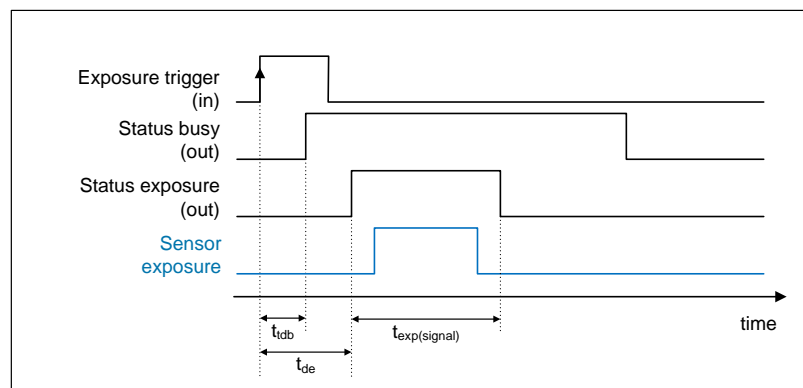 Exposure trigger
(in)
Status busy
(out)
Status exposure
(out)
Sensor
exposure
time
ttdb
texp(signal)
tde